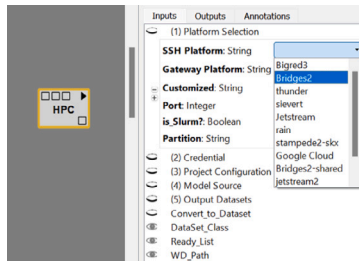 Inputs Outputs Annotations
(1) Platform Selection
SSH Platform: String
Gateway Platform: String
Customized: String
Port: Integer
is_Slurm?: Boolean
Partition: String
Bigred3
Bridges2
thunder
sievert
Jetstream
rain
stampede2-skx
Google Cloud
Bridges2-shared
jetstream2
(2) Credential
(3) Project Configuration
(4) Model Source
(5) Output Datasets
Convert_to_Dataset
DataSet_Class
Ready_List
WD_Path
HPC